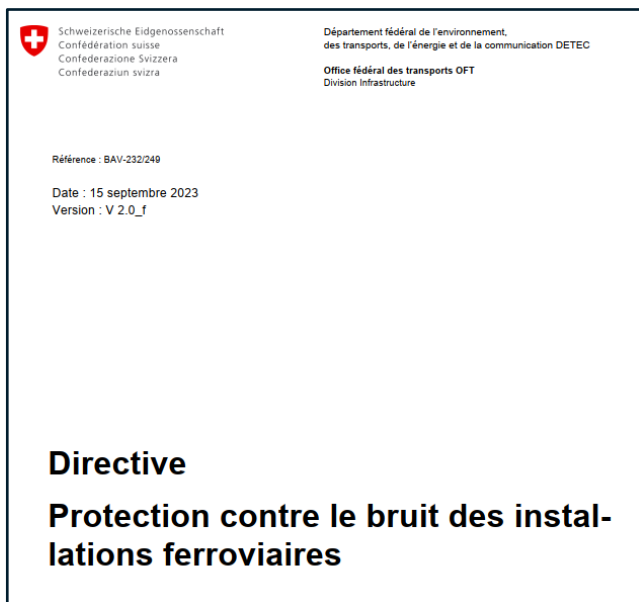 Schweizerische Eidgenossenschaft
Confédération suisse
Confederazione Svizzera
Confederaziun svizra
Département fédéral de l'environnement,
des transports, de l'énergie et de la communication DETEC
Office fédéral des transports OFT
Division Infrastructure
Référence : BAV-232/249
Date : 15 septembre 2023
Version : V 2.0_f
Directive
Protection contre le bruit des instal-
lations ferroviaires